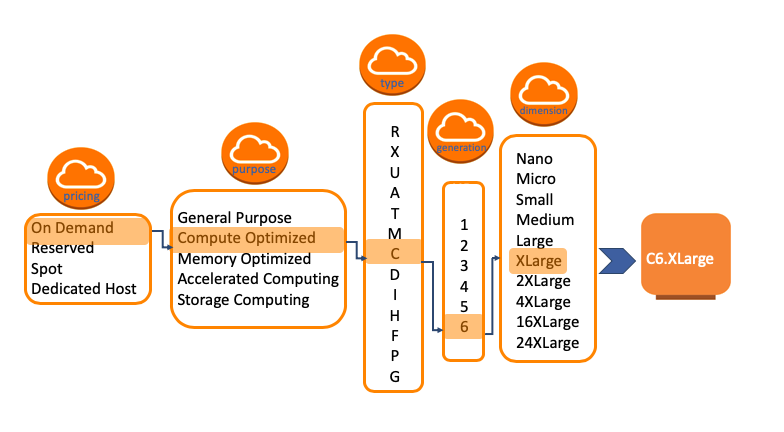 pricing
On Demand
Reserved
Spot
Dedicated Host
purpose
General Purpose
Compute Optimized
Memory Optimized
Accelerated Computing
Storage Computing
type
R
X
U
A
T
M
C
D
I
H
F
P
G
generation
1
2
3
4
5
6
dimension
Nano
Micro
Small
Medium
Large
XLarge
2XLarge
4XLarge
16XLarge
24XLarge
C6.XLarge